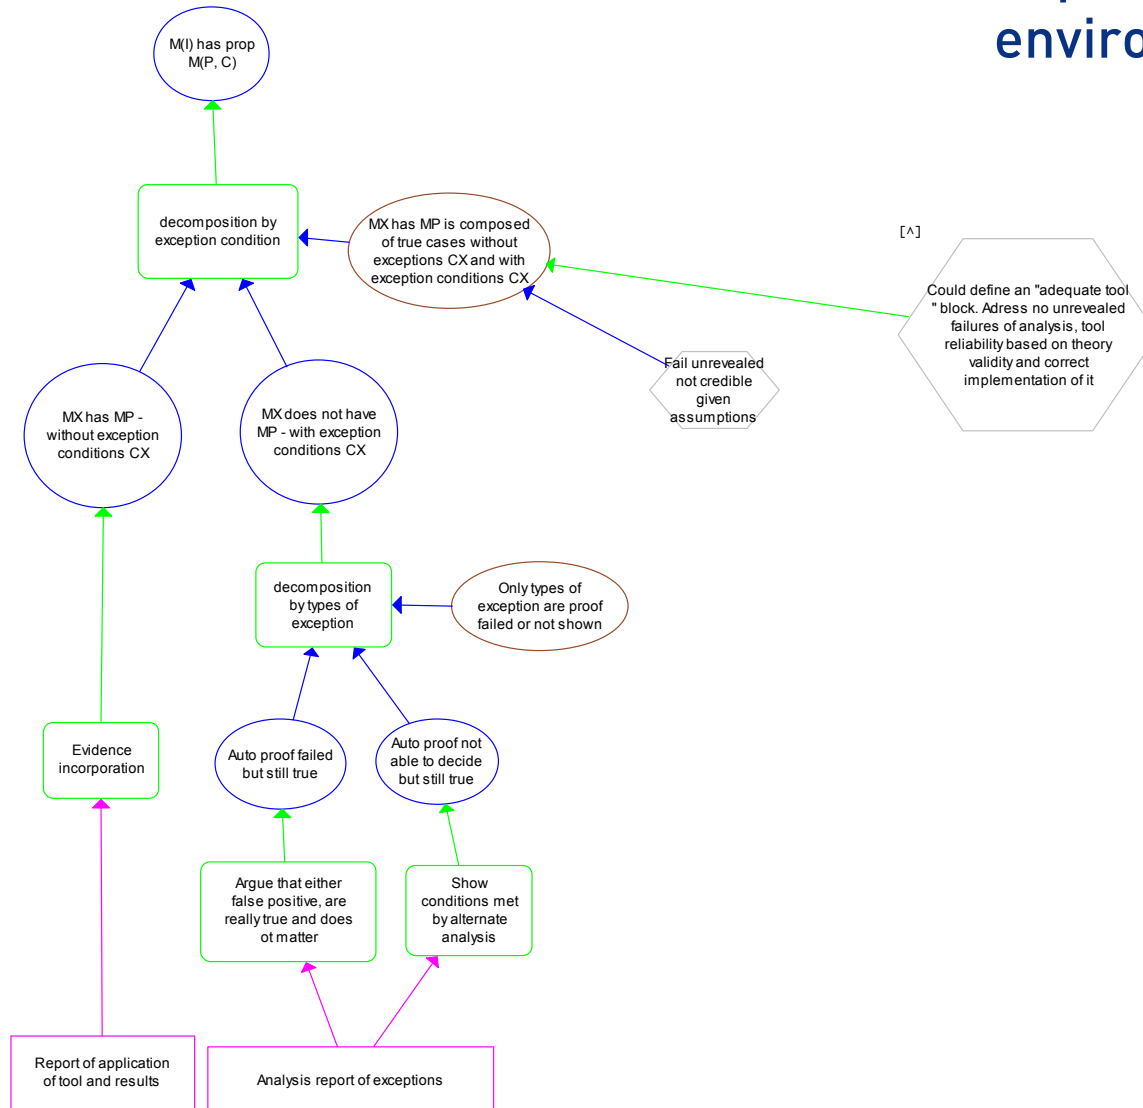 enviro
M(I) has prop
M(P, C)
decomposition by
exception condition
MX has MP is composed
of true cases without
exceptions CX and with
exception conditions CX
[^]
Could define an "adequate tool
" block. Adress no unrevealed
failures of analysis, tool
reliability based on theory
validity and correct
implementation of it
Fail unrevealed
not credible
given
assumptions
MX has MP -
without exception
conditions CX
MX does not have
MP - with exception
conditions CX
decomposition
by types of
exception
Only types of
exception are proof
failed or not shown
Evidence
incorporation
Auto proof failed
but still true
Auto proof not
able to decide
but still true
Argue that either
false positive, are
really true and does
ot matter
Show
conditions met
by alternate
analysis
Report of application
of tool and results
Analysis report of exceptions